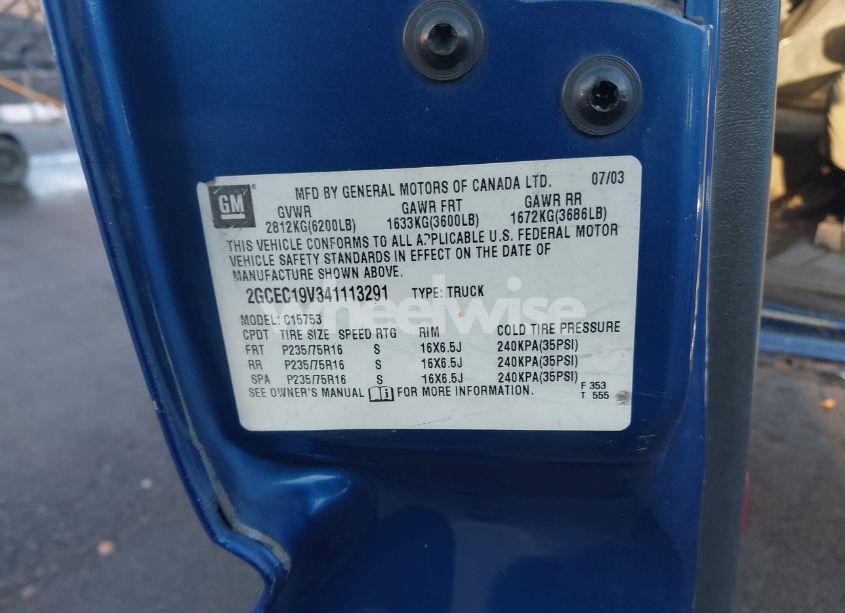 GM
MFD BY GENERAL MOTORS OF CANADA LTD. 07/03
GVWR GAWR FRT GAWR RR
2812KG(6200LB) 1633KG(3600LB) 1672KG(3686LB)
THIS VEHICLE CONFORMS TO ALL APPLICABLE U.S. FEDERAL MOTOR
VEHICLE SAFETY STANDARDS IN EFFECT ON THE DATE OF
MANUFACTURE SHOWN ABOVE.
2GCEC19V341113291 TYPE: TRUCK
MODEL: C15753
CPDT TIRE SIZE SPEED RTG RIM COLD TIRE PRESSURE
FRT P235/75R16 S 16X6.5J 240KPA(35PSI)
RR P235/75R16 S 16X6.5J 240KPA(35PSI)
SPA P235/75R16 S 16X6.5J 240KPA(35PSI)
SEE OWNER'S MANUAL FOR MORE INFORMATION.
F 353
T 555
wheelwise